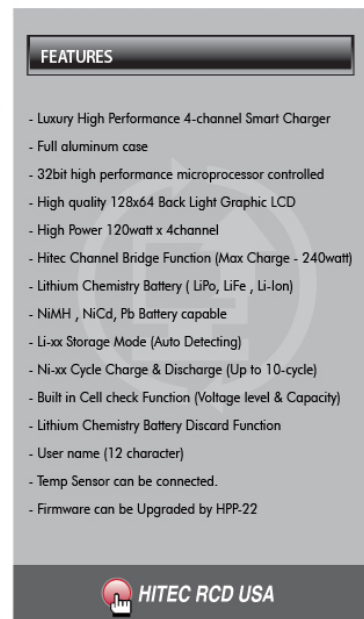 FEATURES
- Luxury High Performance 4-channel Smart Charger
- Full aluminum case
- 32bit high performance microprocessor controlled
- High quality 128x64 Back Light Graphic LCD
- High Power 120watt x 4channel
- Hitec Channel Bridge Function (Max Charge - 240watt)
- Lithium Chemistry Battery ( LiPo, LiFe , Li-Ion)
- NiMH , NiCd, Pb Battery capable
- Li-xx Storage Mode (Auto Detecting)
- Ni-xx Cycle Charge & Discharge (Up to 10-cycle)
- Built in Cell check Function (Voltage level & Capacity)
- Lithium Chemistry Battery Discard Function
- User name (12 character)
- Temp Sensor can be connected.
- Firmware can be Upgraded by HPP-22
HITEC RCD USA